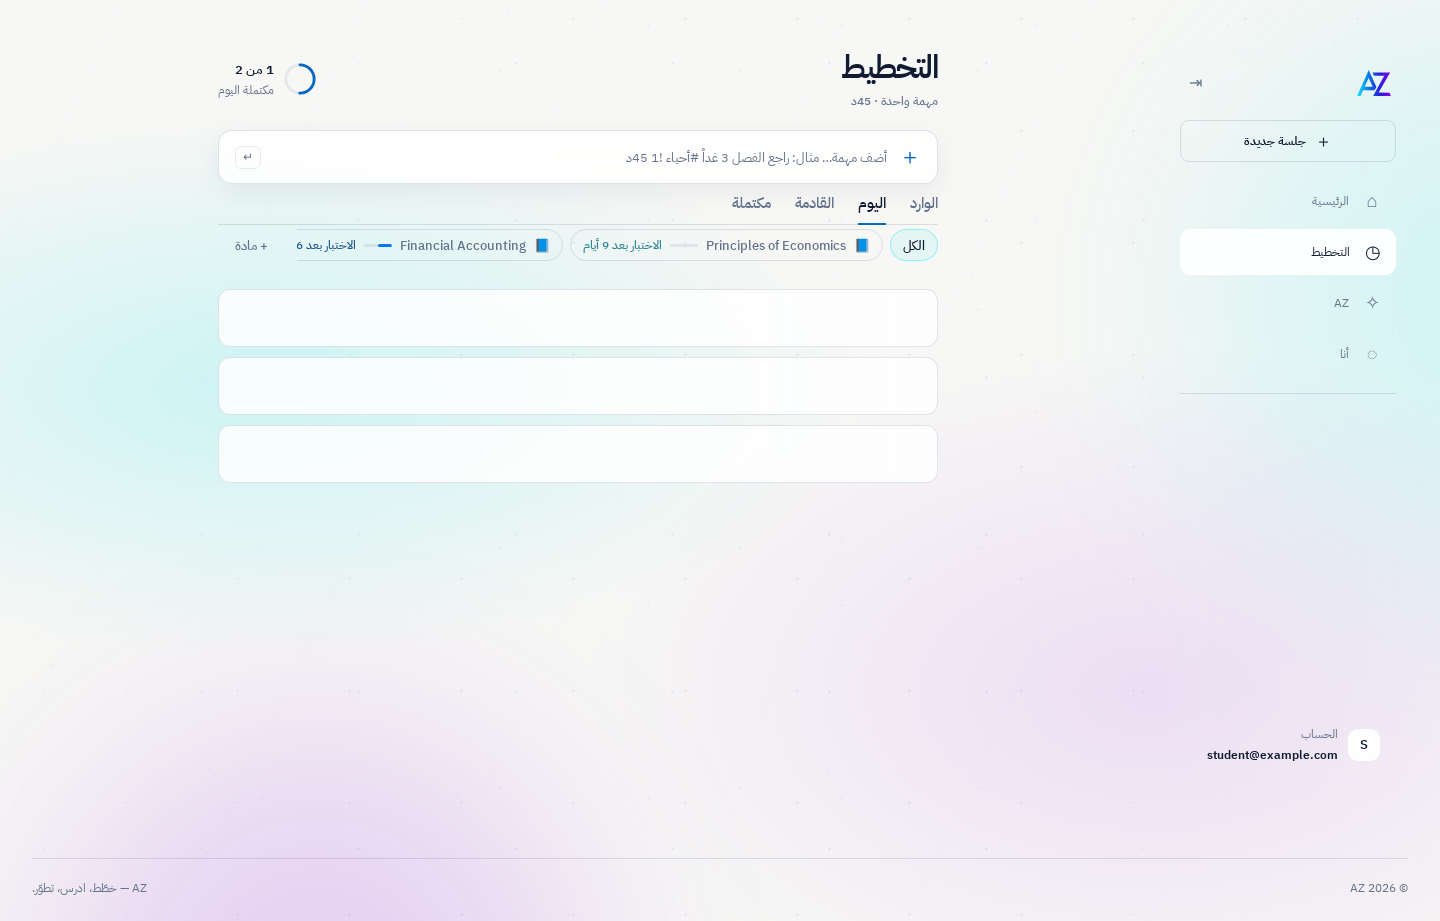 AZ
جلسة جديدة
الرئيسية
التخطيط
AZ
أنا
الحساب
student@example.com
S
التخطيط
مهمة واحدة · 45د
1 من 2
مكتملة اليوم
أضف مهمة… مثال: راجع الفصل 3 غداً #أحياء !1 45د
الوارد
اليوم
القادمة
مكتملة
الكل
Principles of Economics الاختبار بعد 9 أيام
Financial Accounting الاختبار بعد 6
+ مادة
© 2026 AZ
AZ — خطّط، ادرس، تطوّر.